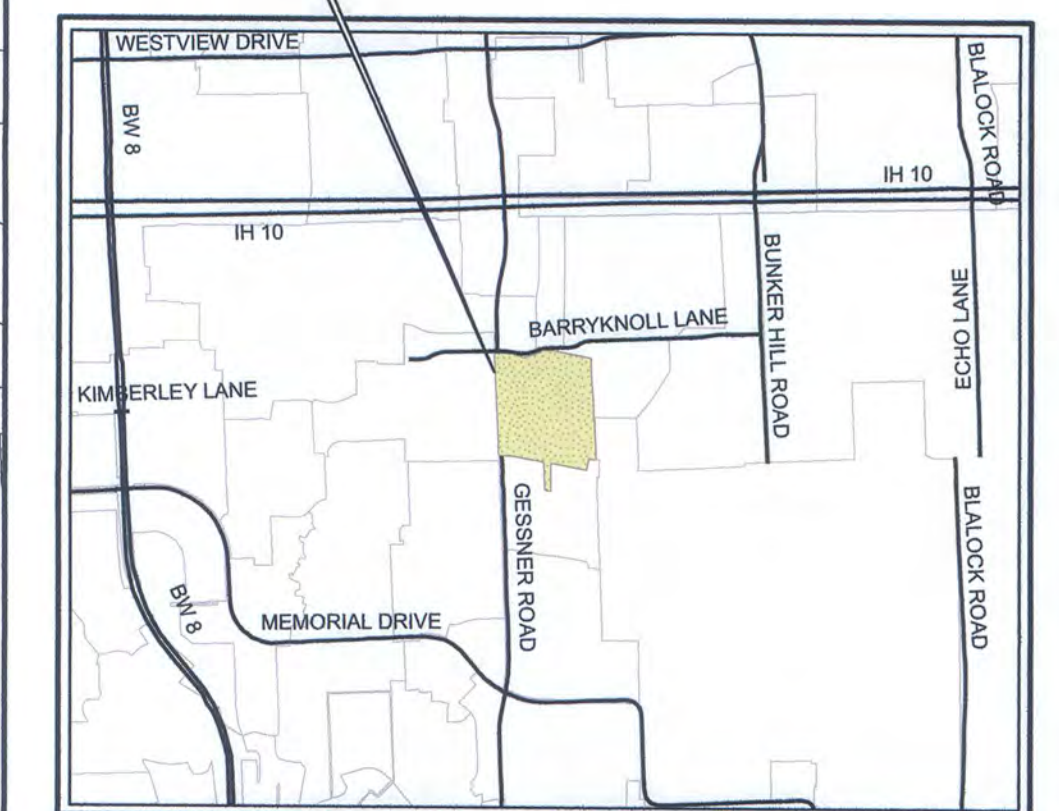 WESTVIEW DRIVE
BLALOCK ROAD
BW 8
IH 10
IH 10
BUNKER HILL ROAD
ECHO LANE
BARRYKNOLL LANE
KIMBERLEY LANE
GESSNER ROAD
BLALOCK ROAD
BW 8
MEMORIAL DRIVE